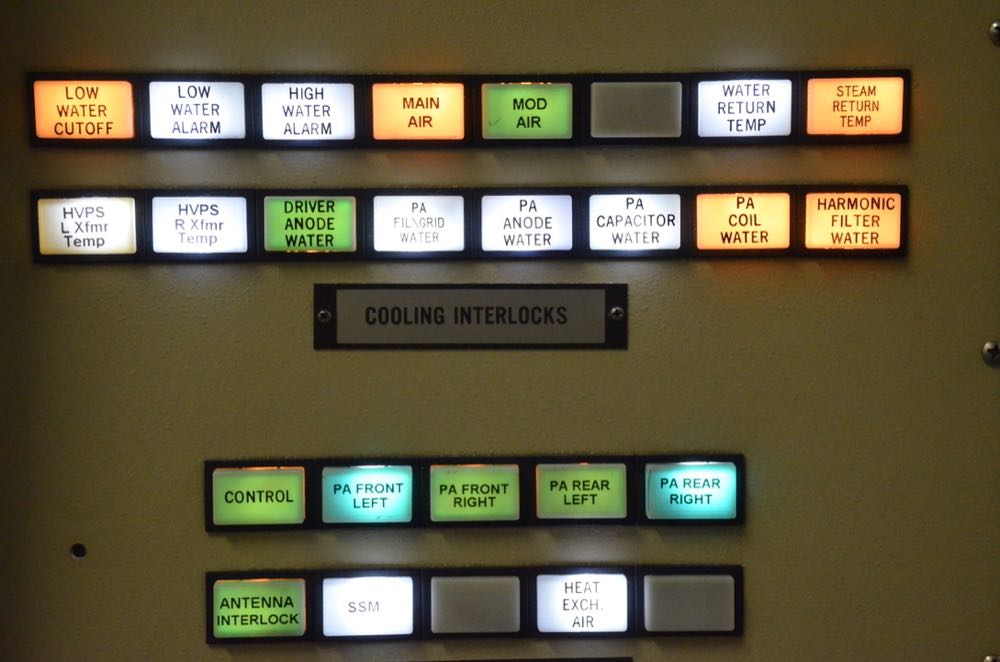 LOW
WATER
CUTOFF
LOW
WATER
ALARM
HIGH
WATER
ALARM
MAIN
AIR
MOD
AIR
WATER
RETURN
TEMP
STEAM
RETURN
TEMP
HVPS
L Xfmr
Temp
HVPS
R Xfmr
Temp
DRIVER
ANODE
WATER
PA
FIL\GRID
WATER
PA
ANODE
WATER
PA
CAPACITOR
WATER
PA
COIL
WATER
HARMONIC
FILTER
WATER
COOLING INTERLOCKS
CONTROL
PA FRONT
LEFT
PA FRONT
RIGHT
PA REAR
LEFT
PA REAR
RIGHT
ANTENNA
INTERLOCK
SSM
HEAT
EXCH.
AIR